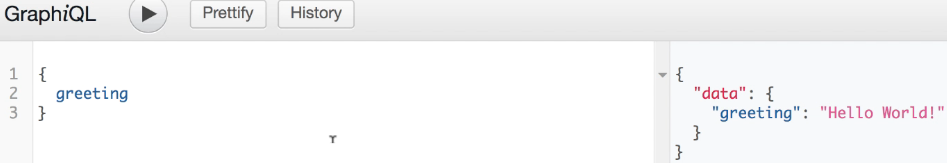 GraphiQL Prettify History
1 {
2   greeting
3 }
{
  "data": {
    "greeting": "Hello World!"
  }
}